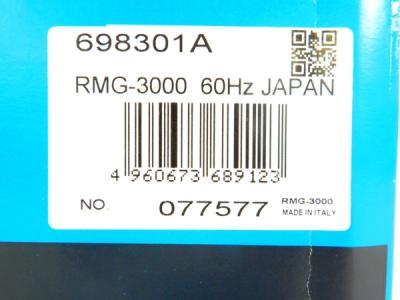 698301A
RMG-3000 60Hz JAPAN
4 960673 689123
NO. 077577 RMG-3000
MADE IN ITALY